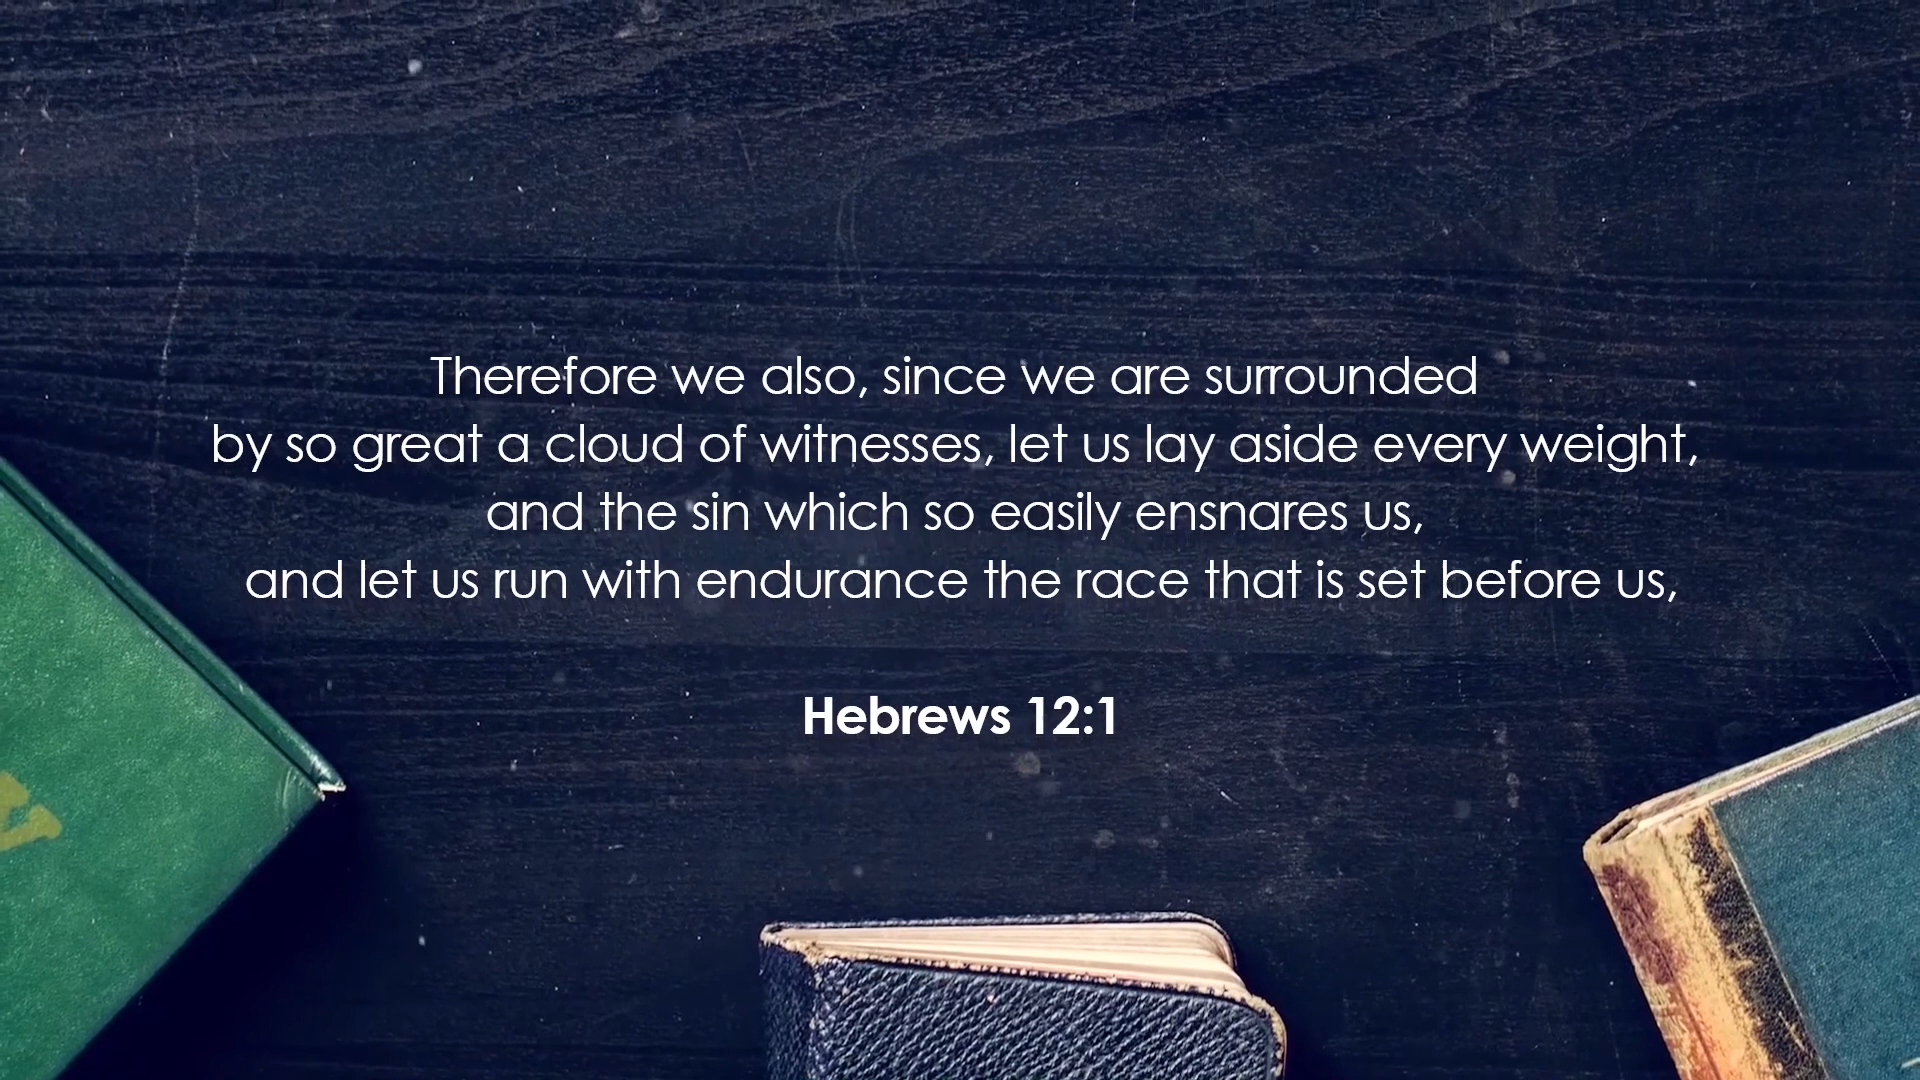 Therefore we also, since we are surrounded
by so great a cloud of witnesses, let us lay aside every weight,
and the sin which so easily ensnares us,
and let us run with endurance the race that is set before us,
Hebrews 12:1